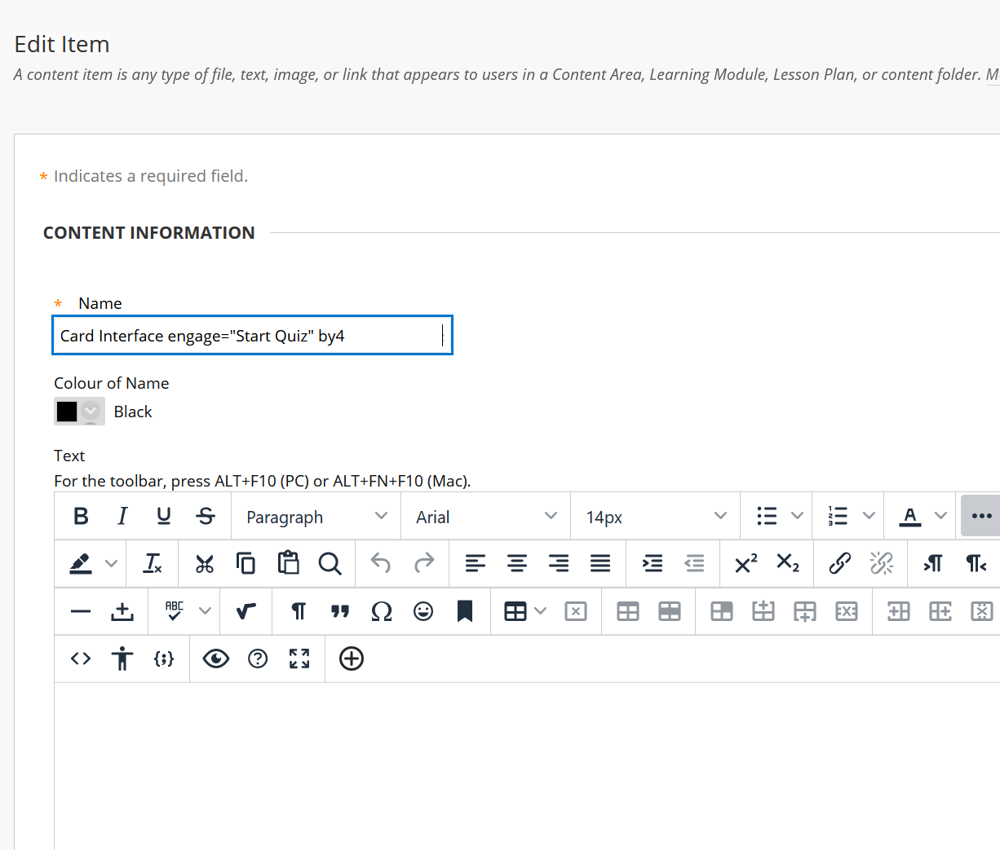 Edit Item
A content item is any type of file, text, image, or link that appears to users in a Content Area, Learning Module, Lesson Plan, or content folder.
* Indicates a required field.
CONTENT INFORMATION
* Name
Card Interface engage="Start Quiz" by4
Colour of Name
Black
Text
For the toolbar, press ALT+F10 (PC) or ALT+FN+F10 (Mac).
B I U S Paragraph Arial 14px A
ABC